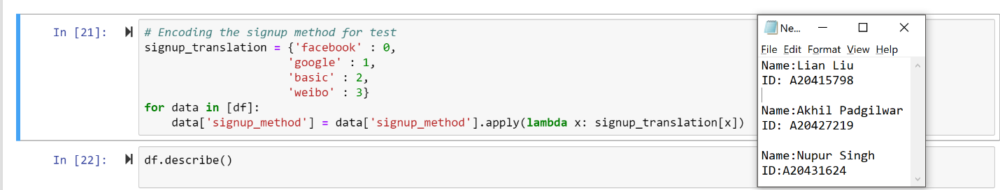 In [21]:
# Encoding the signup method for test
signup_translation = {'facebook' : 0,
                      'google' : 1,
                      'basic' : 2,
                      'weibo' : 3}
for data in [df]:
    data['signup_method'] = data['signup_method'].apply(lambda x: signup_translation[x])
In [22]:
df.describe()
Ne...
File Edit Format View Help
Name:Lian Liu
ID: A20415798
Name:Akhil Padgilwar
ID: A20427219
Name:Nupur Singh
ID:A20431624